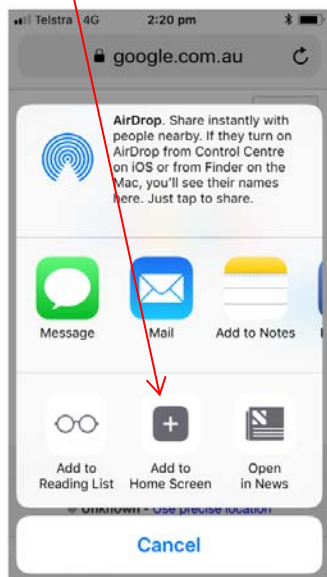 Telstra 4G 2:20 pm
google.com.au
AirDrop. Share instantly with
people nearby. If they turn on
AirDrop from Control Centre
on iOS or from Finder on the
Mac, you'll see their names
here. Just tap to share.
Message Mail Add to Notes
Add to Reading List
Add to Home Screen
Open in News
Unknown - Use precise location
Cancel